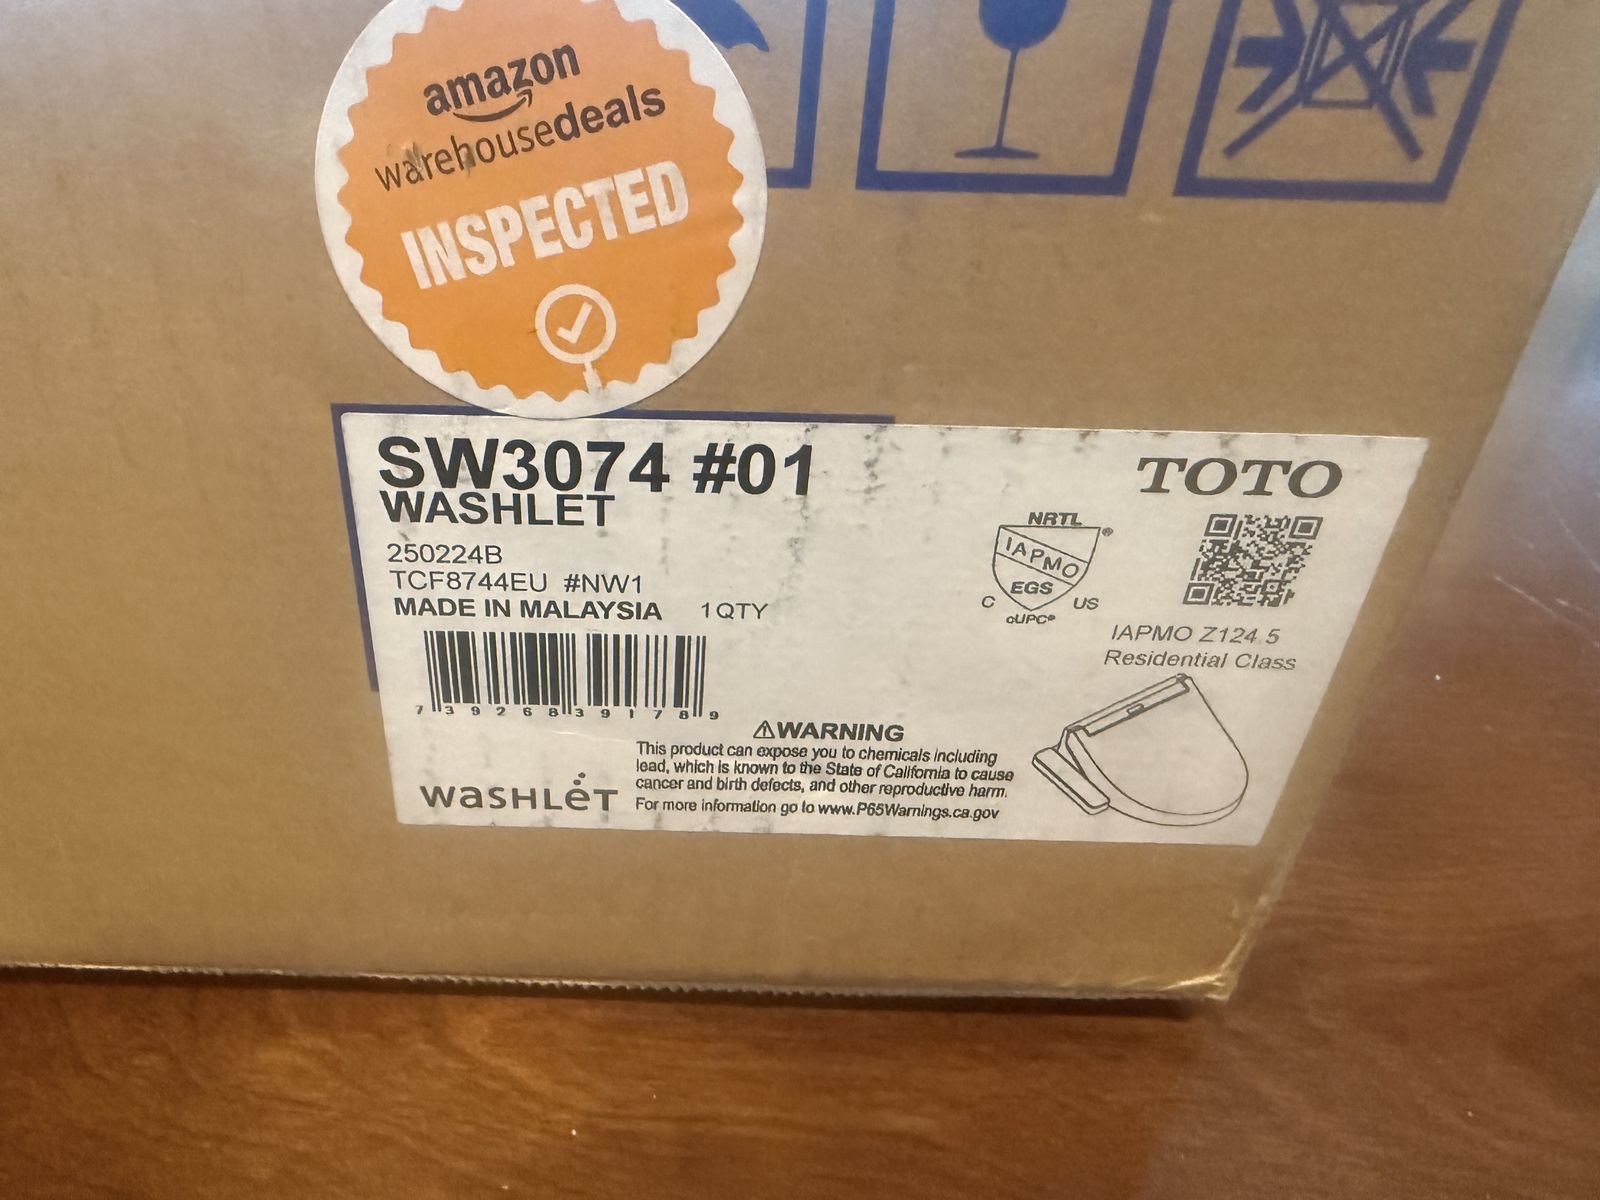 amazon
warehousedeals
INSPECTED
SW3074 #01
WASHLET
250224B
TCF8744EU #NW1
MADE IN MALAYSIA 1 QTY
7 39268 39178 9
WASHLET
TOTO
NRTL
IAPMO
EGS
C US
cUPC®
®
IAPMO Z124.5
Residential Class
⚠WARNING
This product can expose you to chemicals including
lead, which is known to the State of California to cause
cancer and birth defects, and other reproductive harm.
For more information go to www.P65Warnings.ca.gov